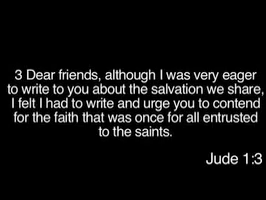 3 Dear friends, although I was very eager
to write to you about the salvation we share,
I felt I had to write and urge you to contend
for the faith that was once for all entrusted
to the saints.
Jude 1:3